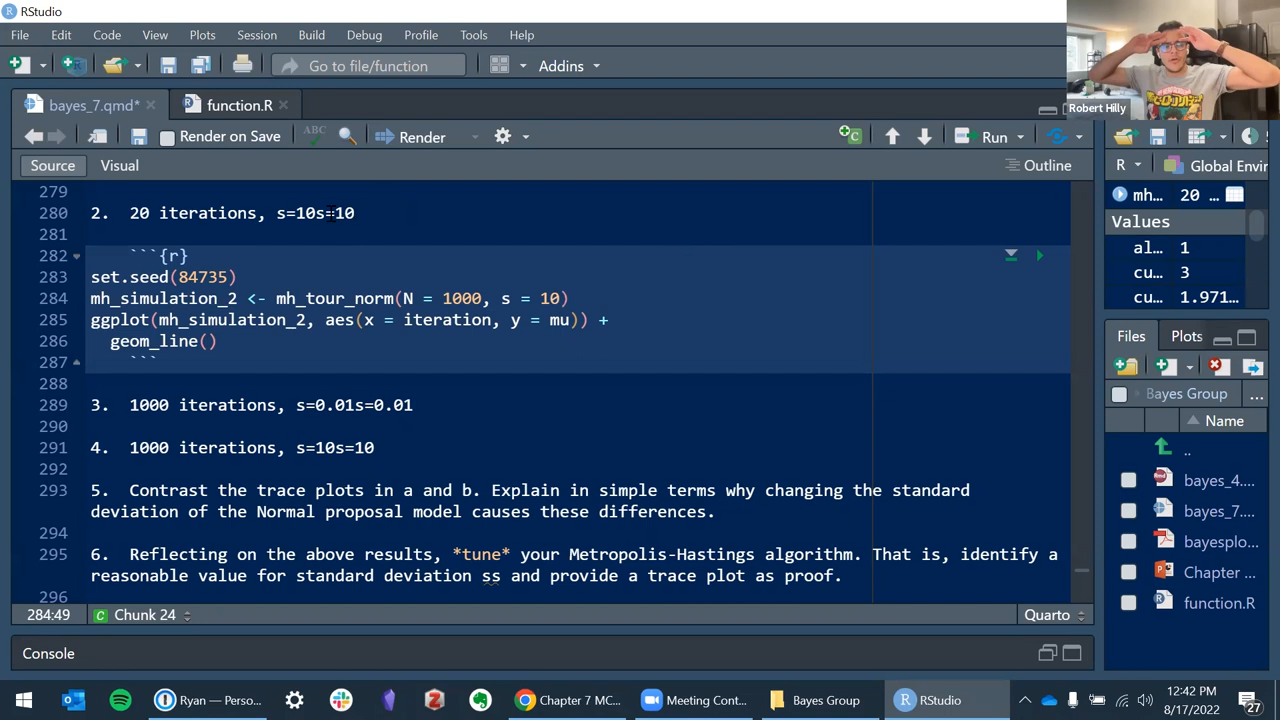 RStudio
File Edit Code View Plots Session Build Debug Profile Tools Help
Go to file/function Addins
Robert Hilly
bayes_7.qmd* function.R
Render on Save ABC Render Run
Source Visual Outline
R Global Envir
279
280 2. 20 iterations, s=10s=10
281
282 ```{r}
283 set.seed(84735)
284 mh_simulation_2 <- mh_tour_norm(N = 1000, s = 10)
285 ggplot(mh_simulation_2, aes(x = iteration, y = mu)) +
286 geom_line()
287 ```
288
289 3. 1000 iterations, s=0.01s=0.01
290
291 4. 1000 iterations, s=10s=10
292
293 5. Contrast the trace plots in a and b. Explain in simple terms why changing the standard
deviation of the Normal proposal model causes these differences.
294
295 6. Reflecting on the above results, *tune* your Metropolis-Hastings algorithm. That is, identify a
reasonable value for standard deviation ss and provide a trace plot as proof.
296
284:49 Chunk 24 Quarto
Console
mh… 20
Values
al… 1
cu… 3
cu… 1.971…
Files Plots
Bayes Group ...
Name
..
bayes_4....
bayes_7....
bayesplo...
Chapter ...
function.R
Ryan — Perso... Chapter 7 MC... Meeting Cont... Bayes Group RStudio
12:42 PM
8/17/2022
27